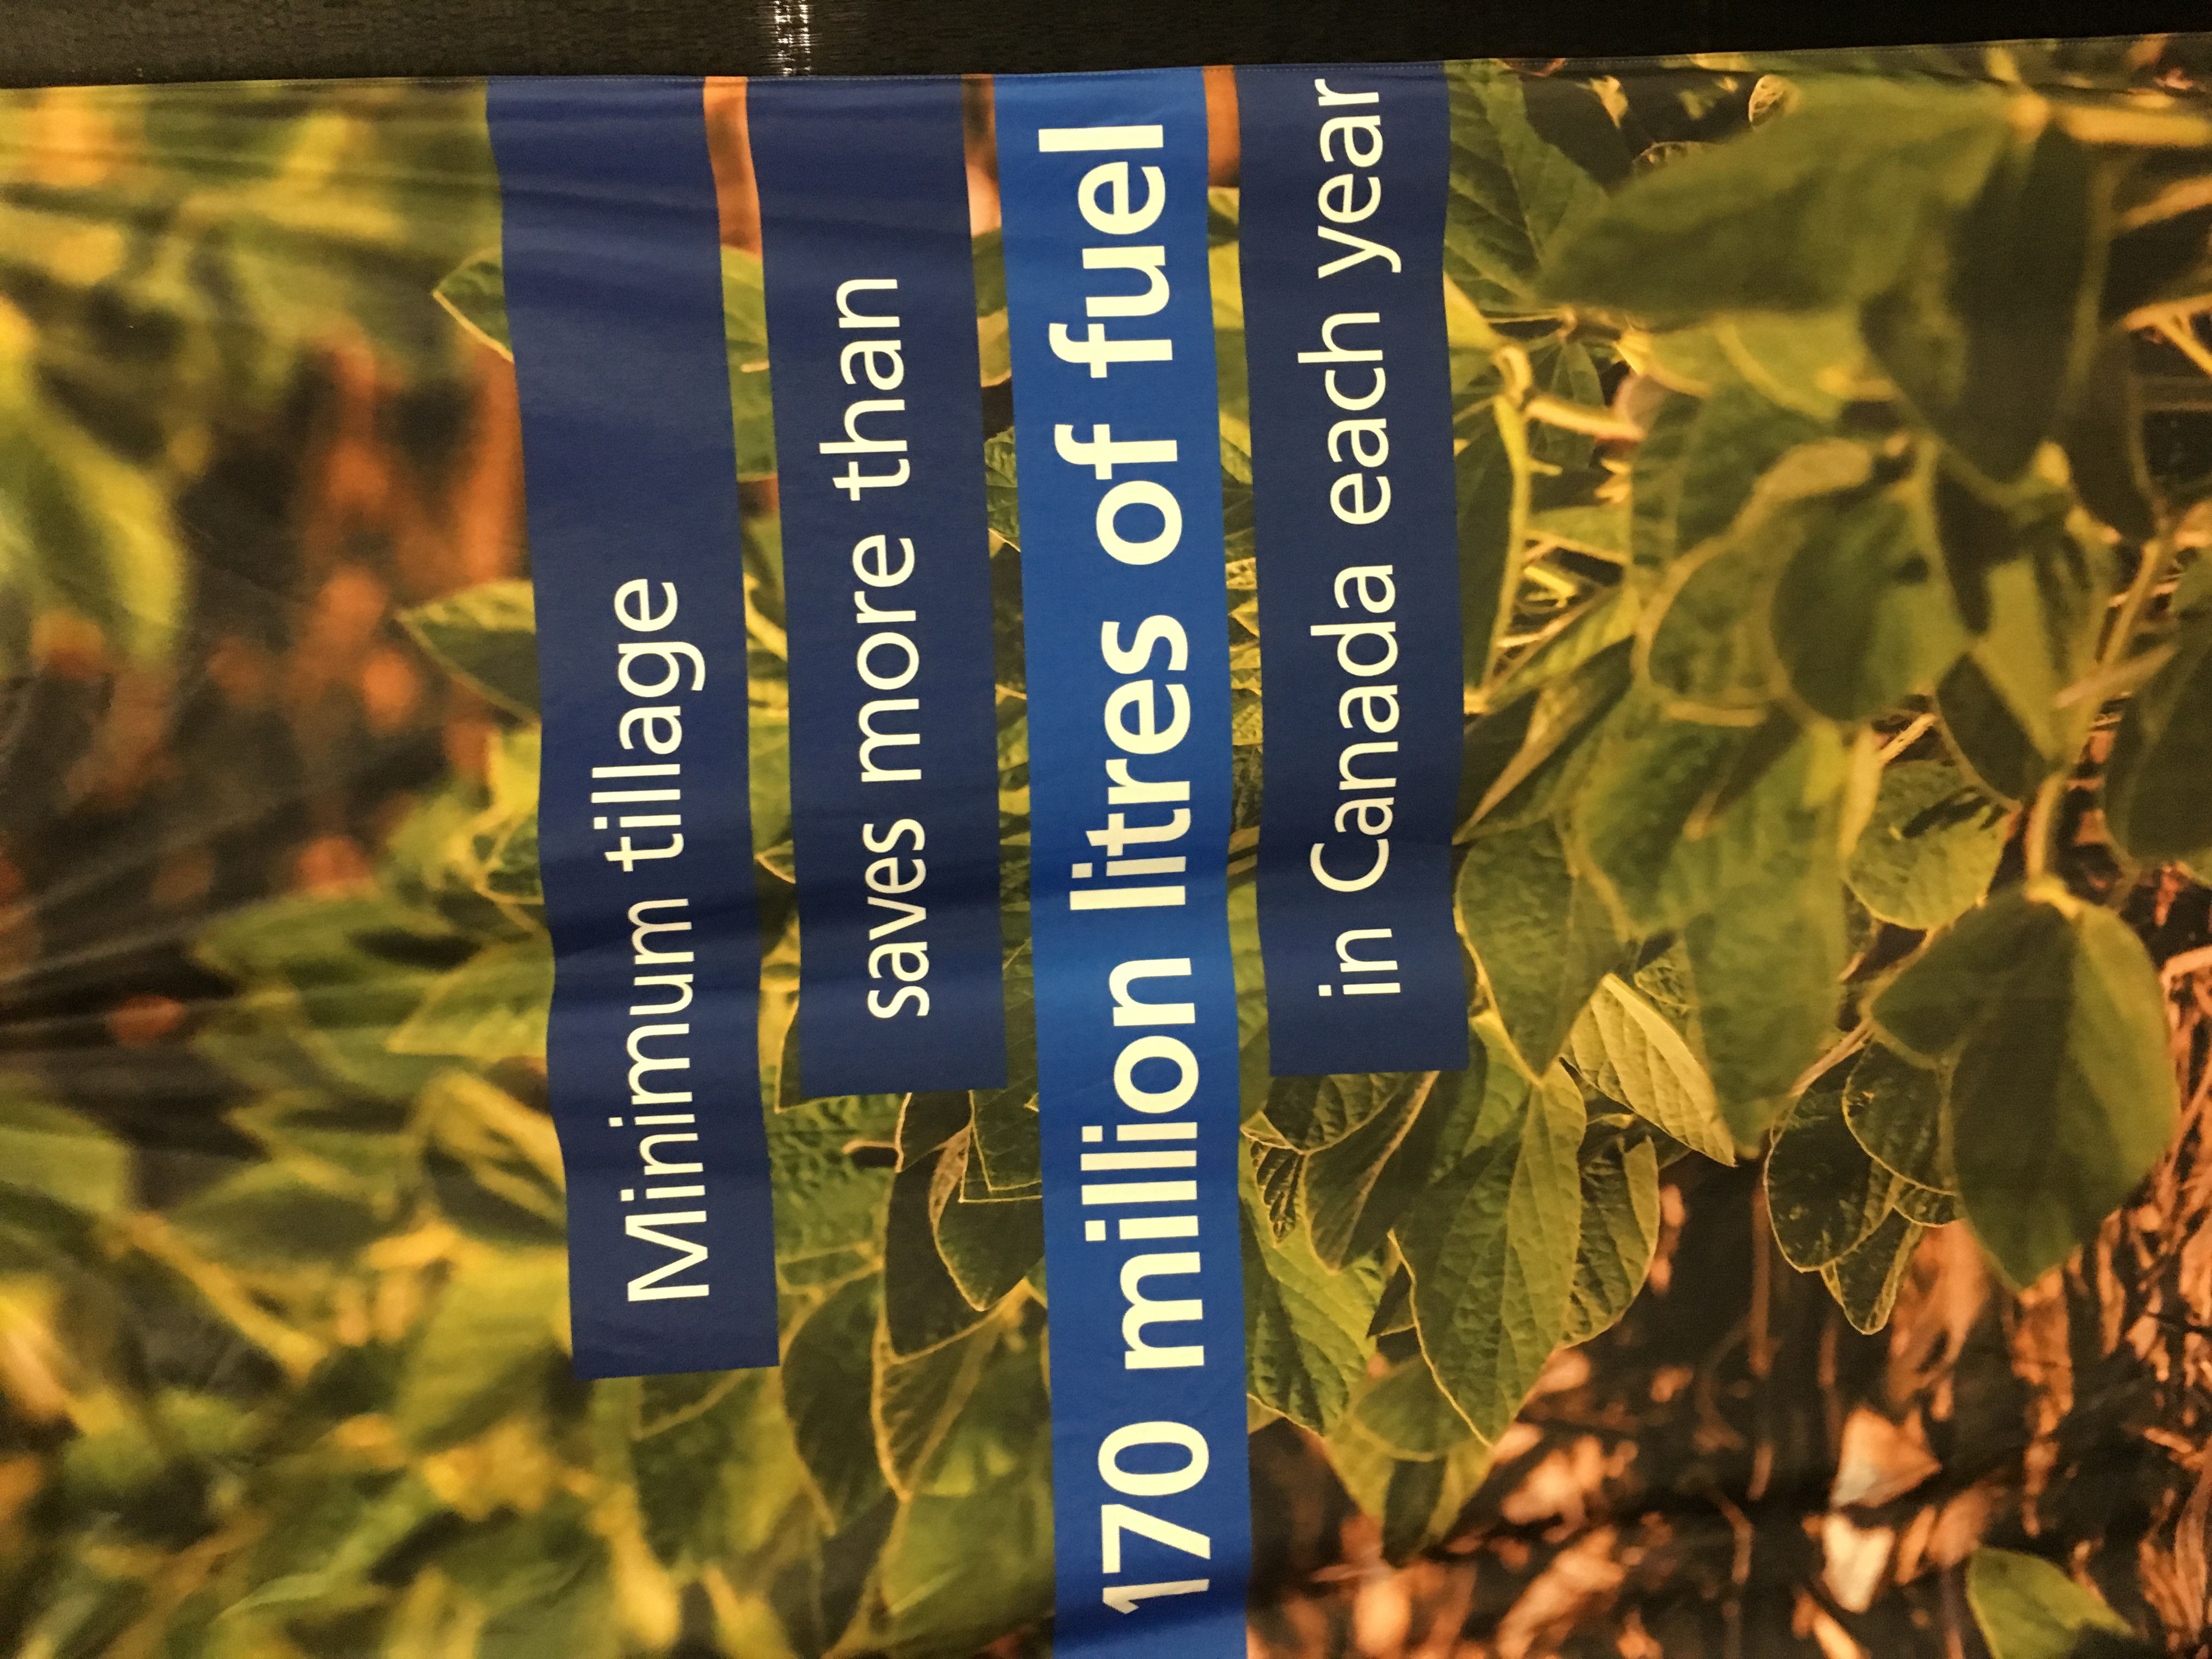 Minimum tillage
saves more than
170 million litres of fuel
in Canada each year